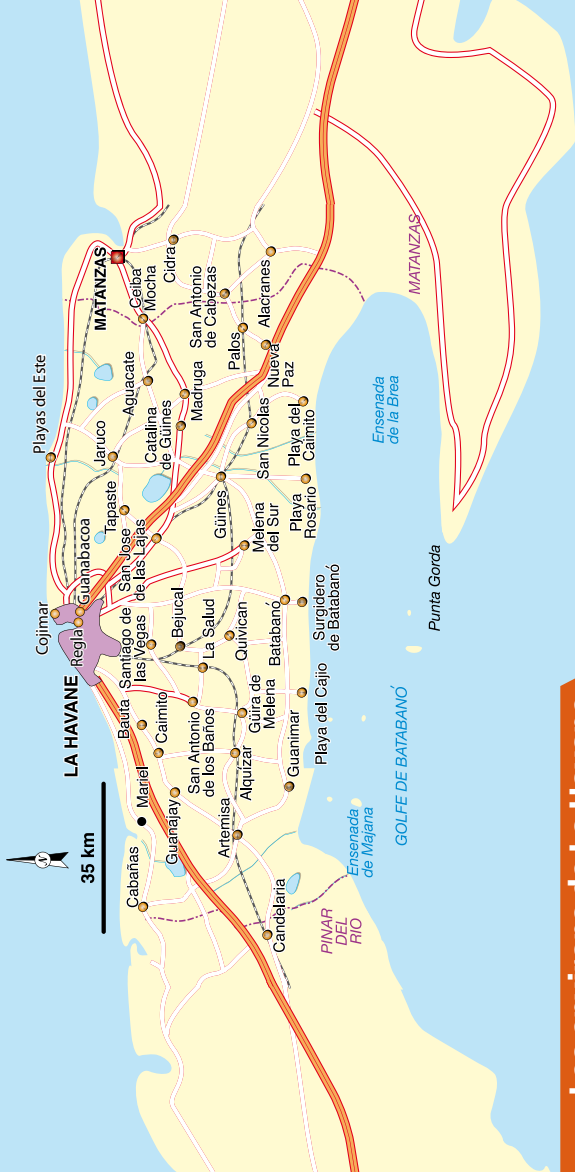 Cojimar
Playas del Este
LA HAVANE
Regla
Guanabacoa
MATANZAS
35 km
N
Cabañas
Mariel
Bauta
Santiago de
las Vegas
San Jose
de las Lajas
Tapaste
Jaruco
Aguacate
Ceiba
Mocha
Cidra
Guanajay
Caimito
Bejucal
Catalina
de Güines
Madruga
San Antonio
de Cabezas
Artemisa
San Antonio
de los Baños
La Salud
Quivican
Güines
Palos
Alacranes
Alquízar
Güira de
Melena
Batabanó
Melena
del Sur
San Nicolas
Nueva
Paz
Candelaria
Guanimar
Playa del Cajio
Surgidero
de Batabanó
Playa
Rosario
Playa del
Caimito
PINAR
DEL
RIO
Ensenada
de Majana
GOLFE DE BATABANÓ
Punta Gorda
Ensenada
de la Brea
MATANZAS